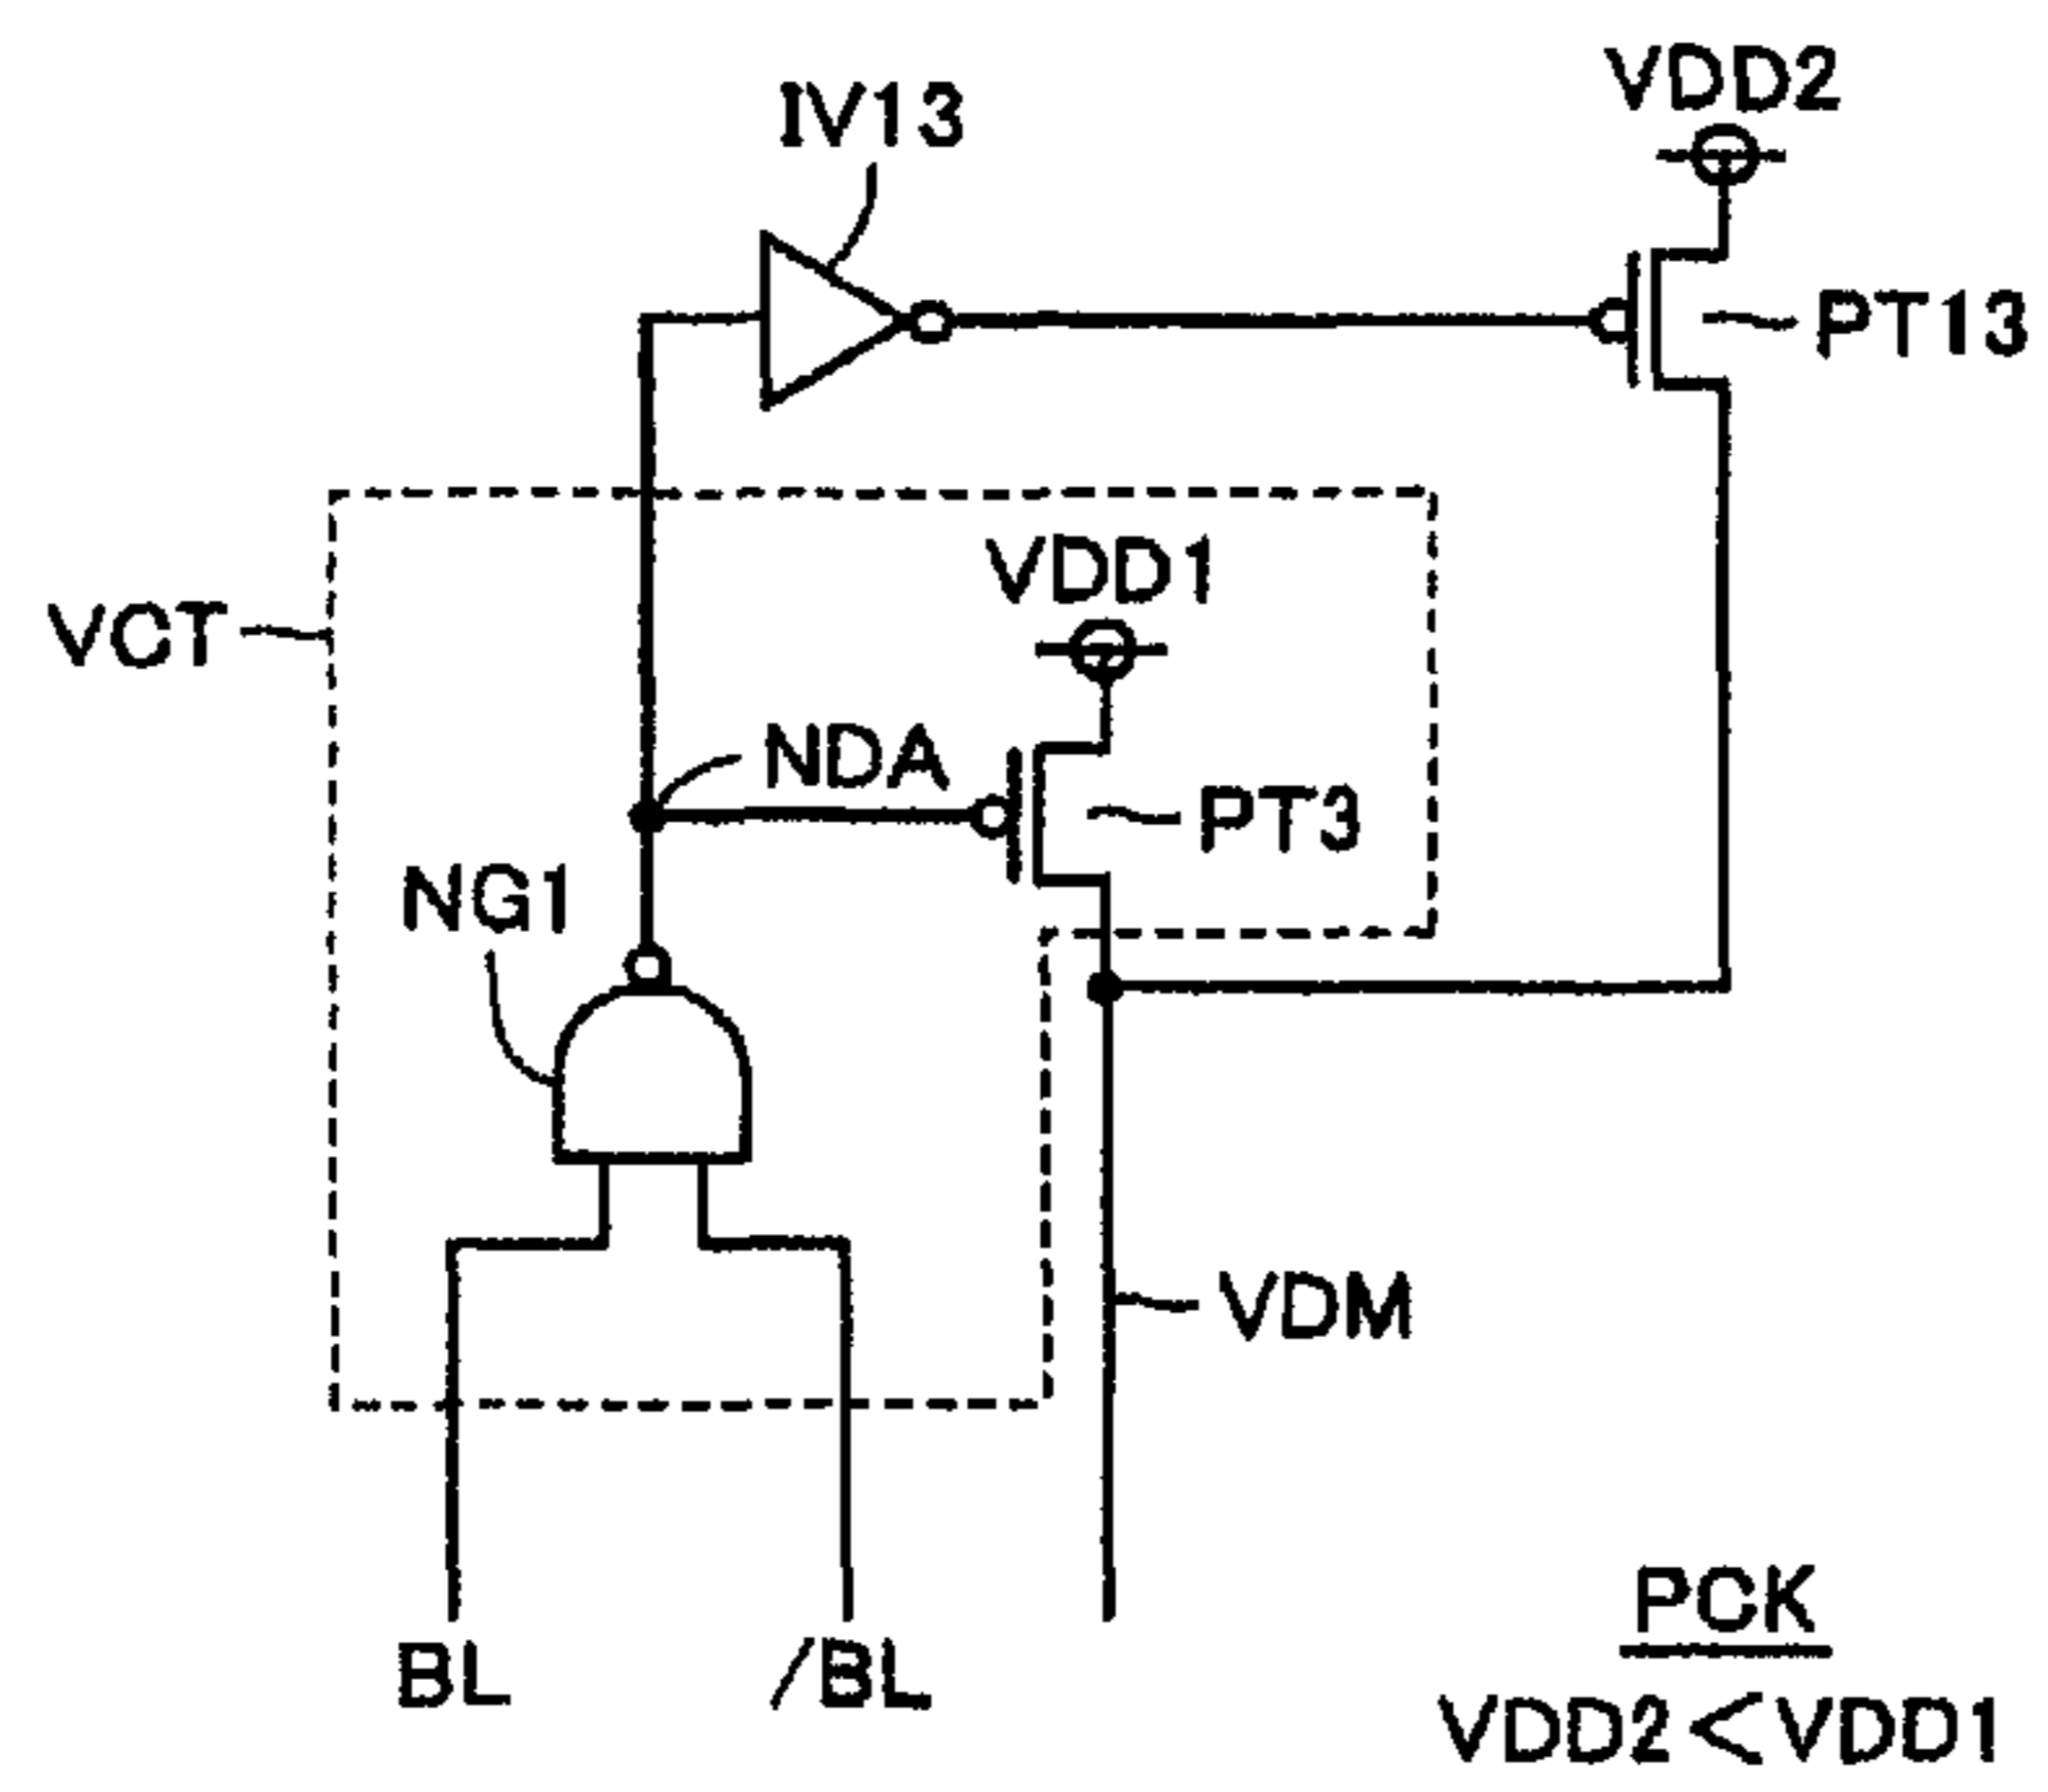 VDD2
IV13
PT13
VDD1
VCT
NDA
PT3
NG1
VDM
PCK
BL
/BL
VDD2<VDD1